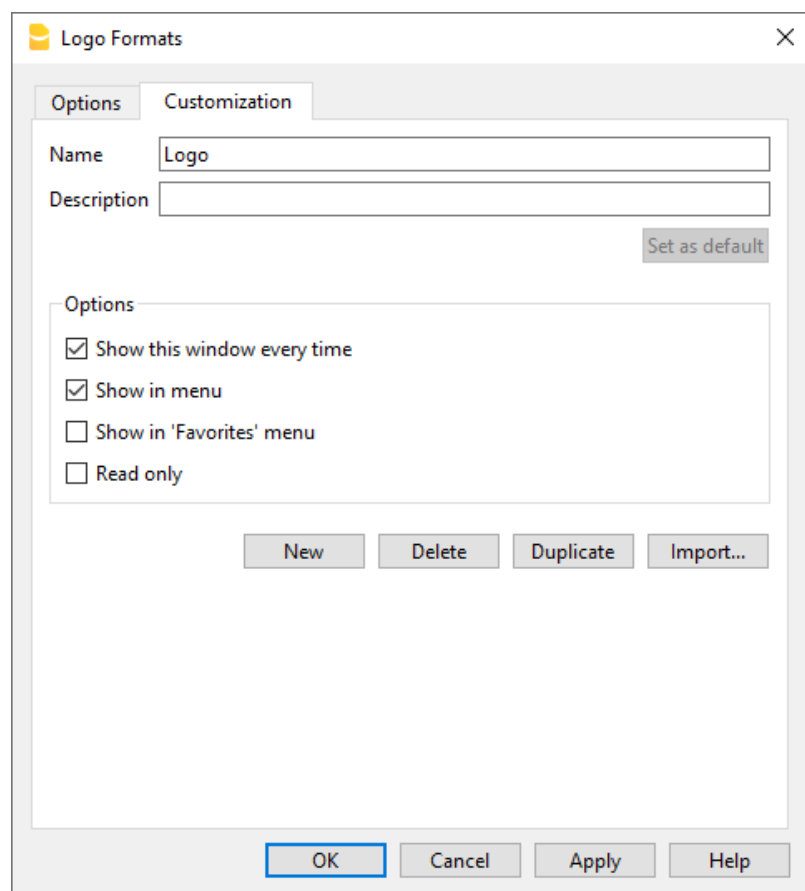 Logo Formats
Options Customization
Name Logo
Description
Set as default
Options
Show this window every time
Show in menu
Show in 'Favorites' menu
Read only
New Delete Duplicate Import...
OK Cancel Apply Help